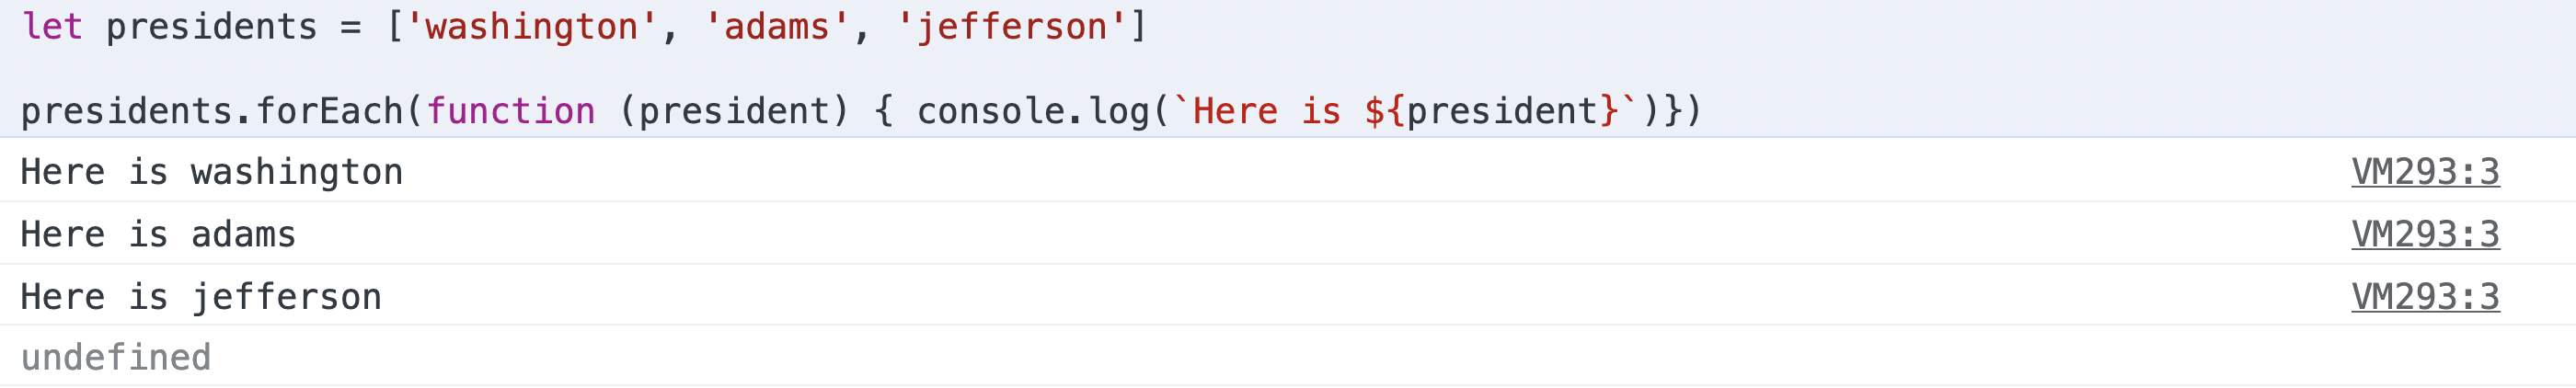 let presidents = ['washington', 'adams', 'jefferson']
presidents.forEach(function (president) { console.log(`Here is ${president}`)})
Here is washington VM293:3
Here is adams VM293:3
Here is jefferson VM293:3
undefined